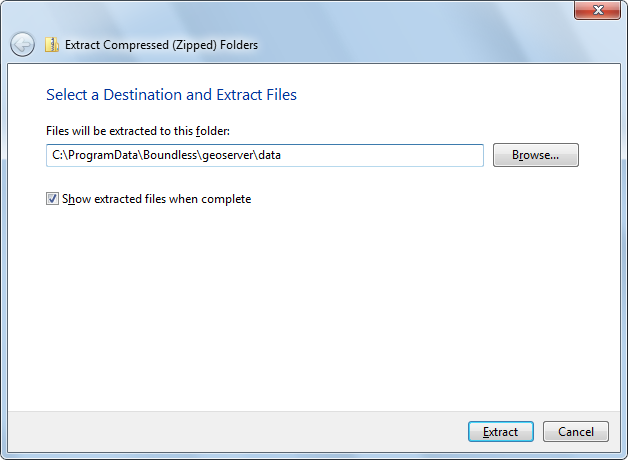 Extract Compressed (Zipped) Folders
Select a Destination and Extract Files
Files will be extracted to this folder:
C:\ProgramData\Boundless\geoserver\data
Browse...
Show extracted files when complete
Extract
Cancel